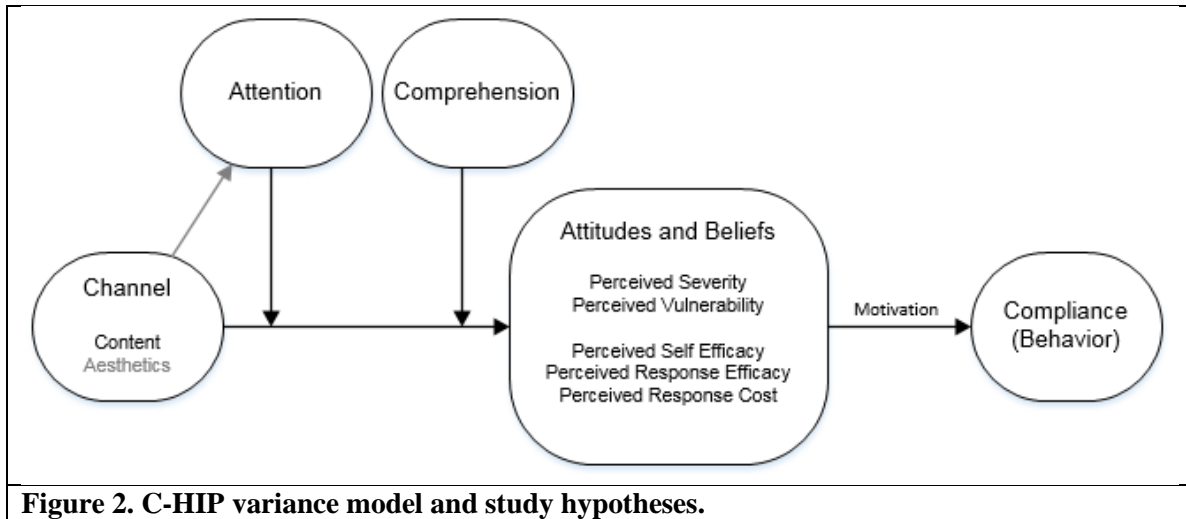 Attention
Comprehension
Channel
Content
Aesthetics
Attitudes and Beliefs
Perceived Severity
Perceived Vulnerability
Perceived Self Efficacy
Perceived Response Efficacy
Perceived Response Cost
Motivation
Compliance
(Behavior)
Figure 2. C-HIP variance model and study hypotheses.